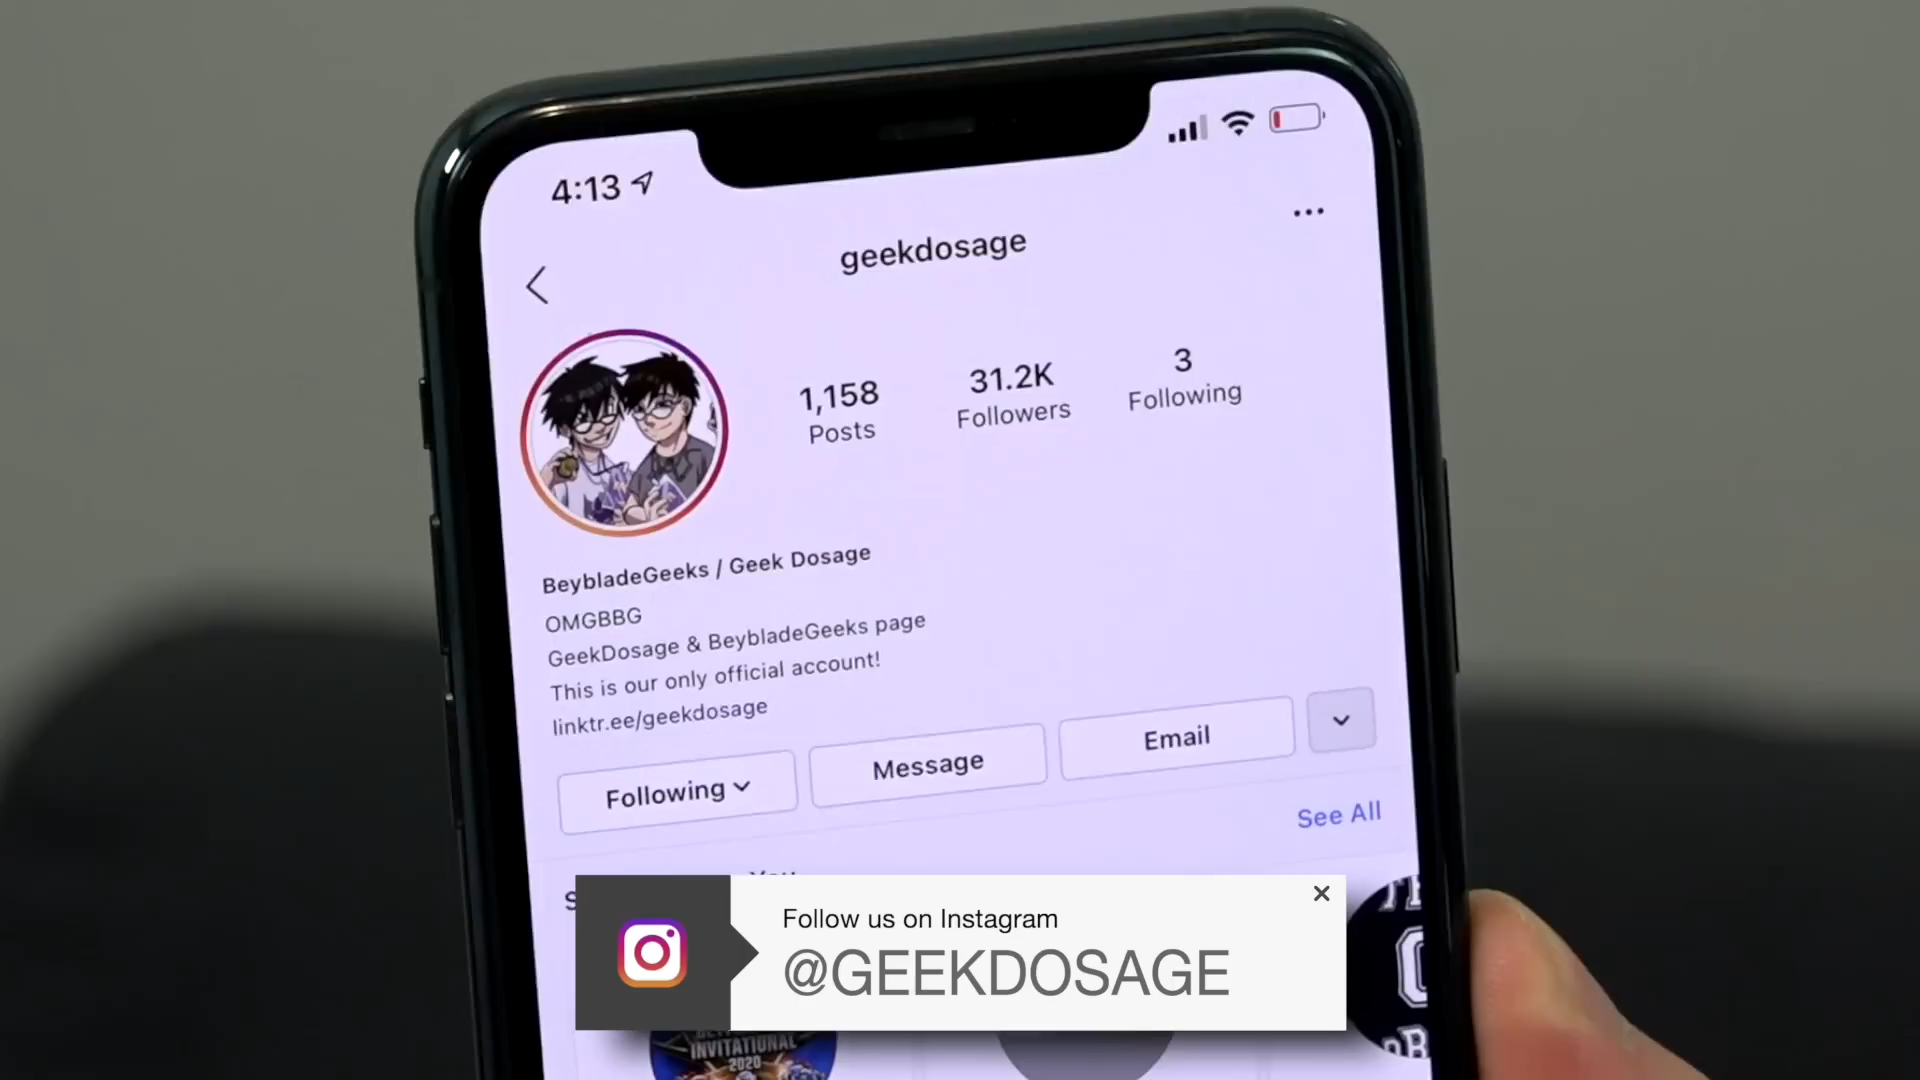 4:13
geekdosage
1,158
Posts
31.2K
Followers
3
Following
BeybladeGeeks / Geek Dosage
OMGBBG
GeekDosage & BeybladeGeeks page
This is our only official account!
linktr.ee/geekdosage
Following
Message
Email
See All
Follow us on Instagram
@GEEKDOSAGE
INVITATIONAL
2020